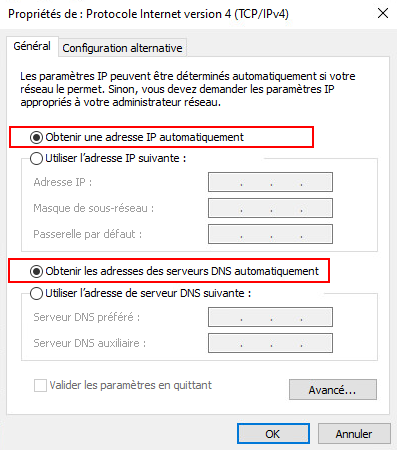 Propriétés de : Protocole Internet version 4 (TCP/IPv4)
Général
Configuration alternative
Les paramètres IP peuvent être déterminés automatiquement si votre
réseau le permet. Sinon, vous devez demander les paramètres IP
appropriés à votre administrateur réseau.
Obtenir une adresse IP automatiquement
Utiliser l'adresse IP suivante :
Adresse IP :
Masque de sous-réseau :
Passerelle par défaut :
Obtenir les adresses des serveurs DNS automatiquement
Utiliser l'adresse de serveur DNS suivante :
Serveur DNS préféré :
Serveur DNS auxiliaire :
Valider les paramètres en quittant
Avancé...
OK
Annuler